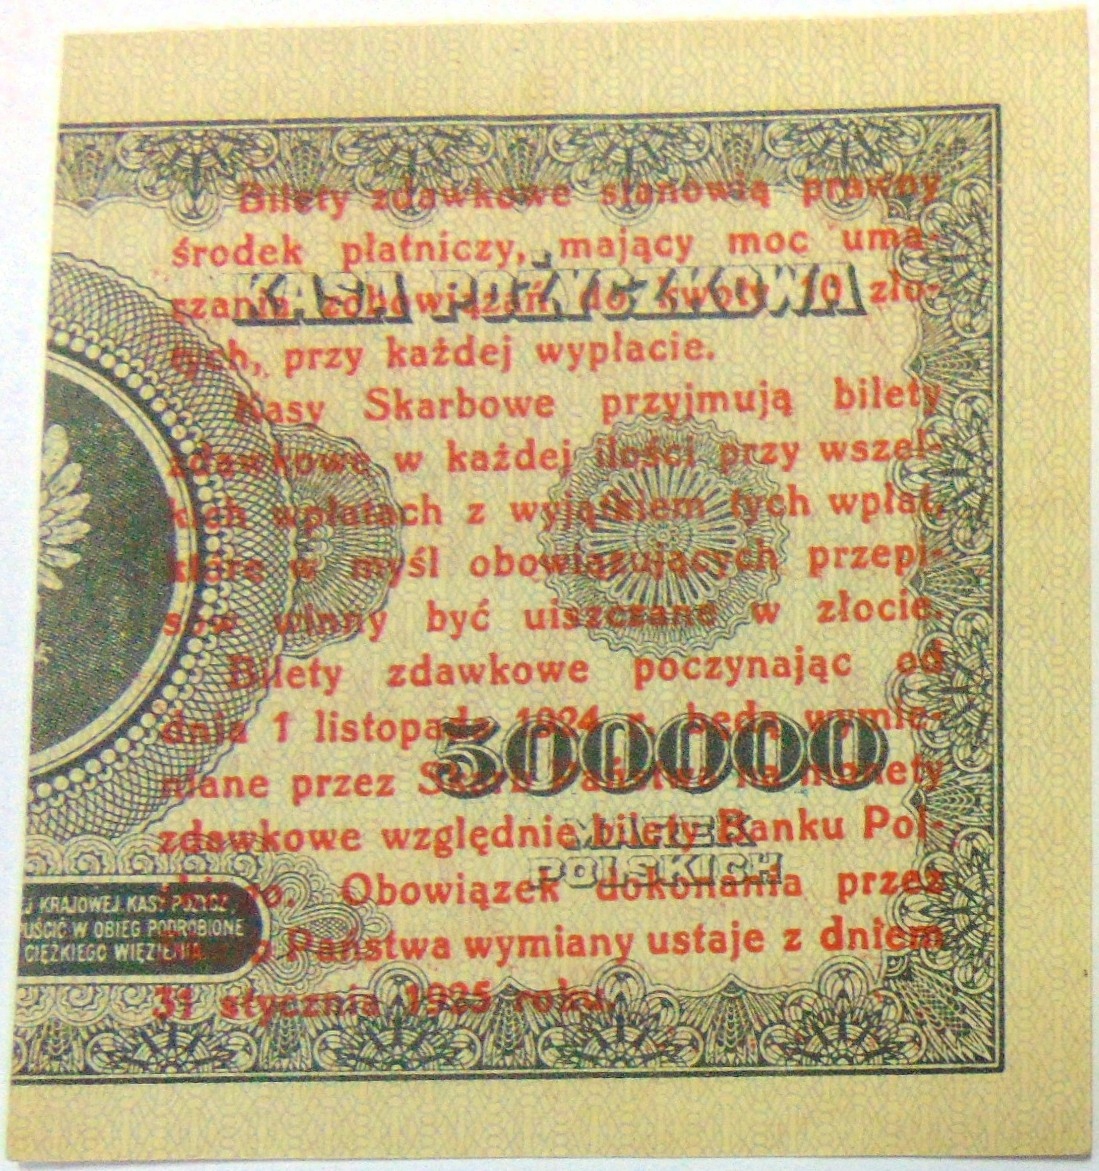 Bilety zdawkowe stanowią prawny
środek płatniczy, mający moc uma-
rzania zobowiązań do kwoty 10 zło-
tych, przy każdej wypłacie.
Kasy Skarbowe przyjmują bilety
zdawkowe w każdej ilości przy wszel-
kich wpłatach z wyjątkiem tych wpłat,
które w myśl obowiązujących przepi-
sów winny być uiszczane w złocie.
Bilety zdawkowe poczynając od
dnia 1 listopada 1924 r. będą wymie-
niane przez Skarb Państwa na monety
zdawkowe względnie bilety Banku Pol-
skiego. Obowiązek dokonania przez
Państwa wymiany ustaje z dniem
31 stycznia 1925 roku.
KASA POŻYCZKOWA
500000
MAREK
POLSKICH
EJ KRAJOWEJ KASY POŻYCZ.,
PUŚCIĆ W OBIEG PODROBIONE
CIĘŻKIEGO WIĘZIENIA.